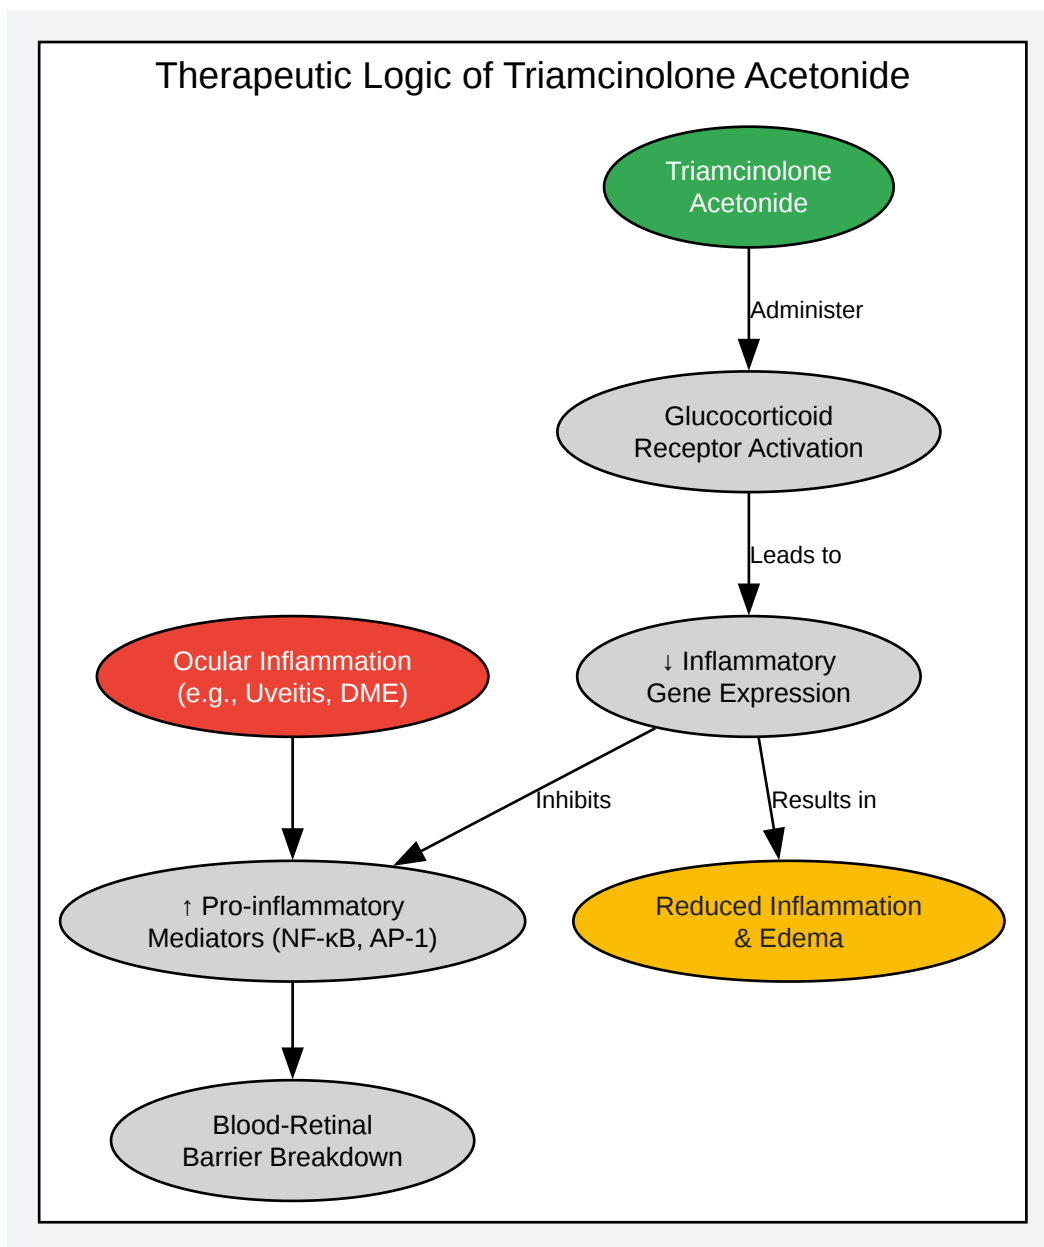 Therapeutic Logic of Triamcinolone Acetonide
Triamcinolone
Acetonide
Administer
Glucocorticoid
Receptor Activation
Leads to
Ocular Inflammation
(e.g., Uveitis, DME)
↓ Inflammatory
Gene Expression
Inhibits
Results in
↑ Pro-inflammatory
Mediators (NF-κB, AP-1)
Reduced Inflammation
& Edema
Blood-Retinal
Barrier Breakdown